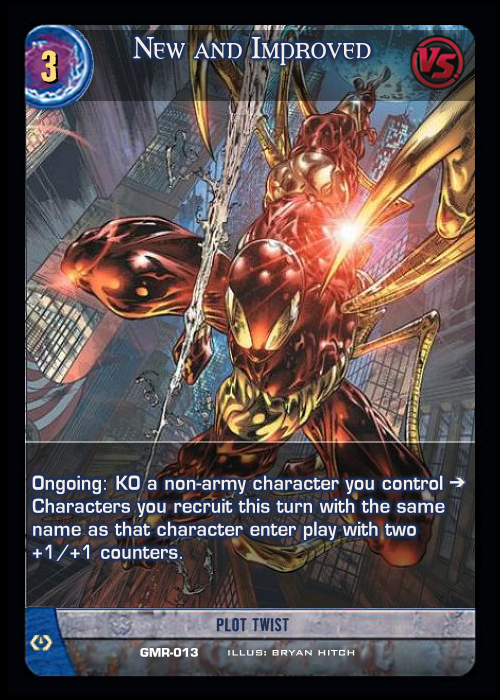 3
New and Improved
VS.
Ongoing: KO a non-army character you control ➔
Characters you recruit this turn with the same
name as that character enter play with two
+1/+1 counters.
PLOT TWIST
GMR-013 ILLUS: BRYAN HITCH